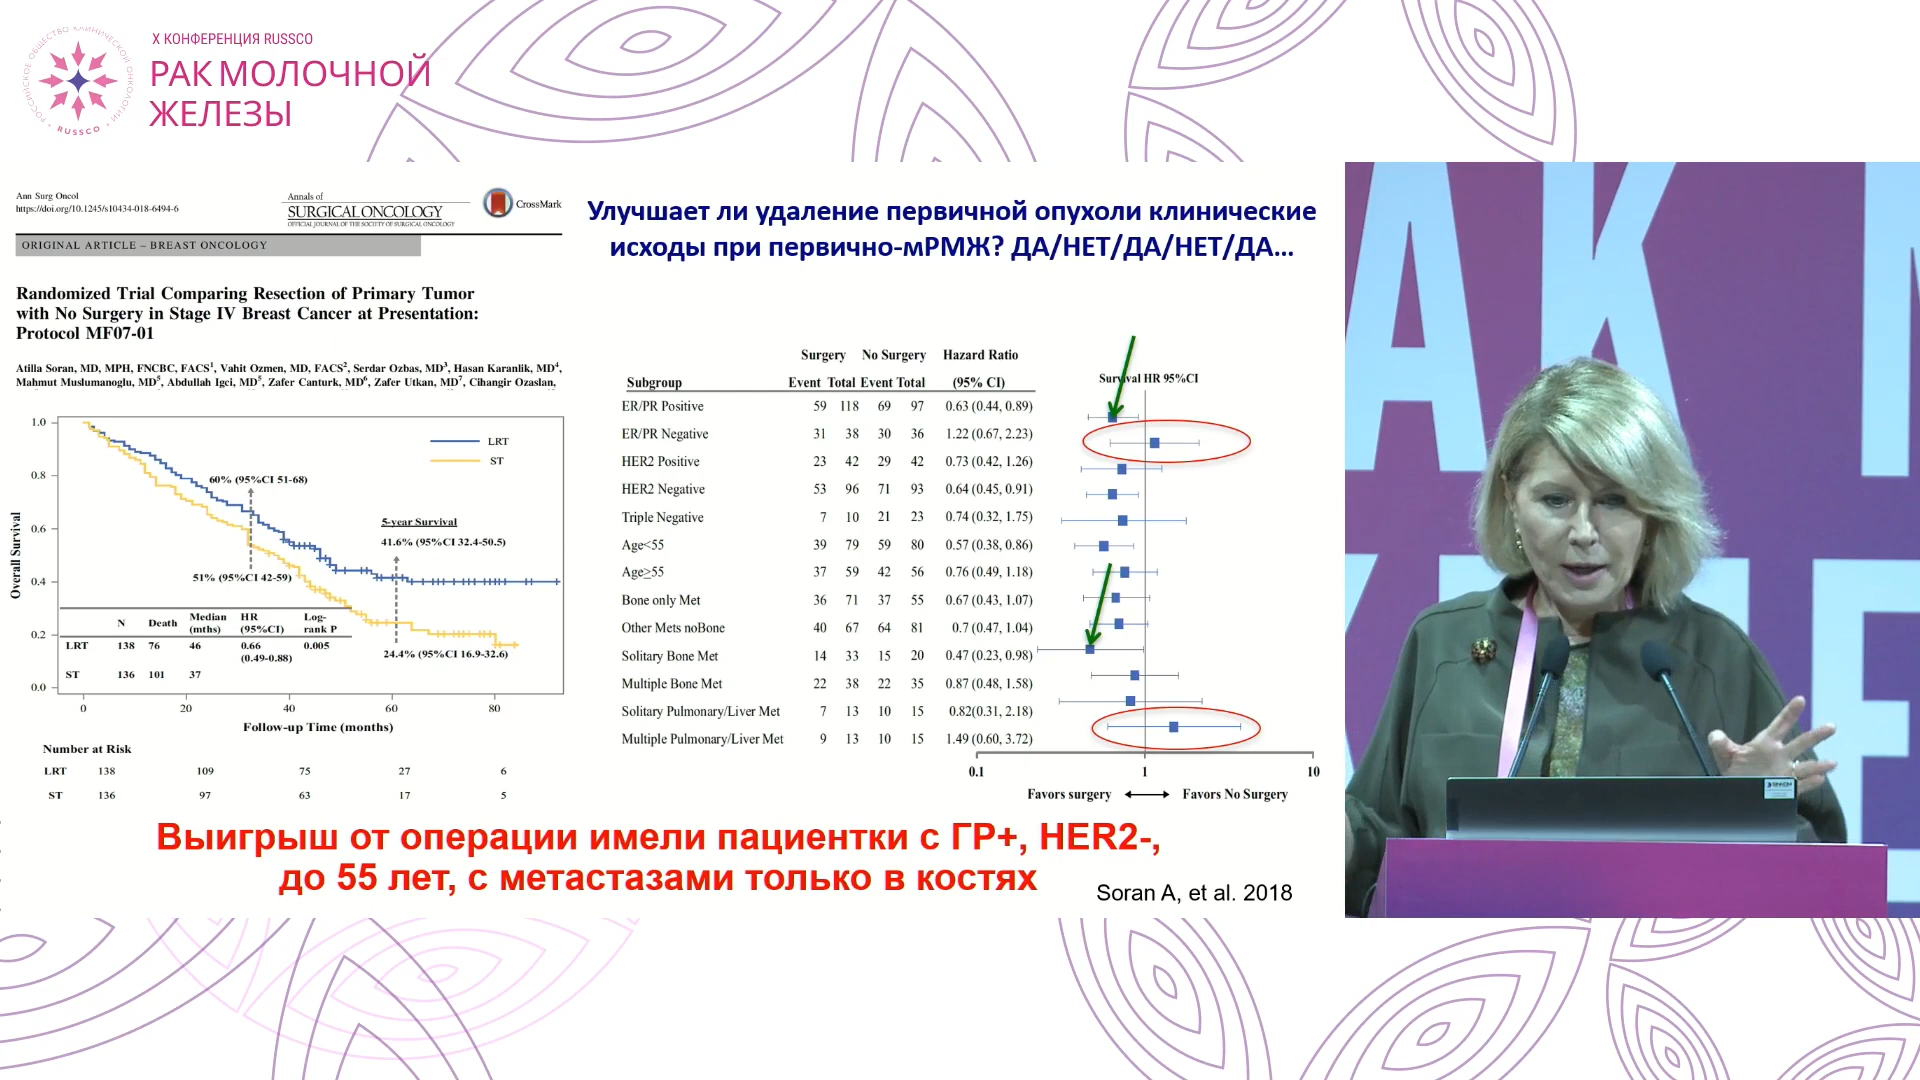 X КОНФЕРЕНЦИЯ RUSSCO
РАК МОЛОЧНОЙ
ЖЕЛЕЗЫ
РОССИЙСКОЕ ОБЩЕСТВО КЛИНИЧЕСКОЙ ОНКОЛОГИИ
RUSSCO
Ann Surg Oncol
https://doi.org/10.1245/s10434-018-6494-6
Annals of
SURGICAL ONCOLOGY
OFFICIAL JOURNAL OF THE SOCIETY OF SURGICAL ONCOLOGY
CrossMark
ORIGINAL ARTICLE – BREAST ONCOLOGY
Randomized Trial Comparing Resection of Primary Tumor
with No Surgery in Stage IV Breast Cancer at Presentation:
Protocol MF07-01
Atilla Soran, MD, MPH, FNCBC, FACS1, Vahit Ozmen, MD, FACS2, Serdar Ozbas, MD3, Hasan Karanlik, MD4,
Mahmut Muslumanoglu, MD5, Abdullah Igci, MD5, Zafer Canturk, MD6, Zafer Utkan, MD7, Cihangir Ozaslan,
Улучшает ли удаление первичной опухоли клинические
исходы при первично-мРМЖ? ДА/НЕТ/ДА/НЕТ/ДА...
Overall Survival
1.0
0.8
0.6
0.4
0.2
0.0
LRT
ST
60% (95%CI 51-68)
51% (95%CI 42-59)
5-year Survival
41.6% (95%CI 32.4-50.5)
24.4% (95%CI 16.9-32.6)
N Death Median (mths) HR (95%CI) Log-rank P
LRT 138 76 46 0.66 (0.49-0.88) 0.005
ST 136 101 37
0 20 40 60 80
Follow-up Time (months)
Number at Risk
LRT 138 109 75 27 6
ST 136 97 63 17 5
Surgery No Surgery Hazard Ratio
Subgroup Event Total Event Total (95% CI) Survival HR 95%CI
ER/PR Positive 59 118 69 97 0.63 (0.44, 0.89)
ER/PR Negative 31 38 30 36 1.22 (0.67, 2.23)
HER2 Positive 23 42 29 42 0.73 (0.42, 1.26)
HER2 Negative 53 96 71 93 0.64 (0.45, 0.91)
Triple Negative 7 10 21 23 0.74 (0.32, 1.75)
Age<55 39 79 59 80 0.57 (0.38, 0.86)
Age≥55 37 59 42 56 0.76 (0.49, 1.18)
Bone only Met 36 71 37 55 0.67 (0.43, 1.07)
Other Mets noBone 40 67 64 81 0.7 (0.47, 1.04)
Solitary Bone Met 14 33 15 20 0.47 (0.23, 0.98)
Multiple Bone Met 22 38 22 35 0.87 (0.48, 1.58)
Solitary Pulmonary/Liver Met 7 13 10 15 0.82(0.31, 2.18)
Multiple Pulmonary/Liver Met 9 13 10 15 1.49 (0.60, 3.72)
0.1 1 10
Favors surgery Favors No Surgery
Выигрыш от операции имели пациентки с ГР+, HER2-,
до 55 лет, с метастазами только в костях
Soran A, et al. 2018